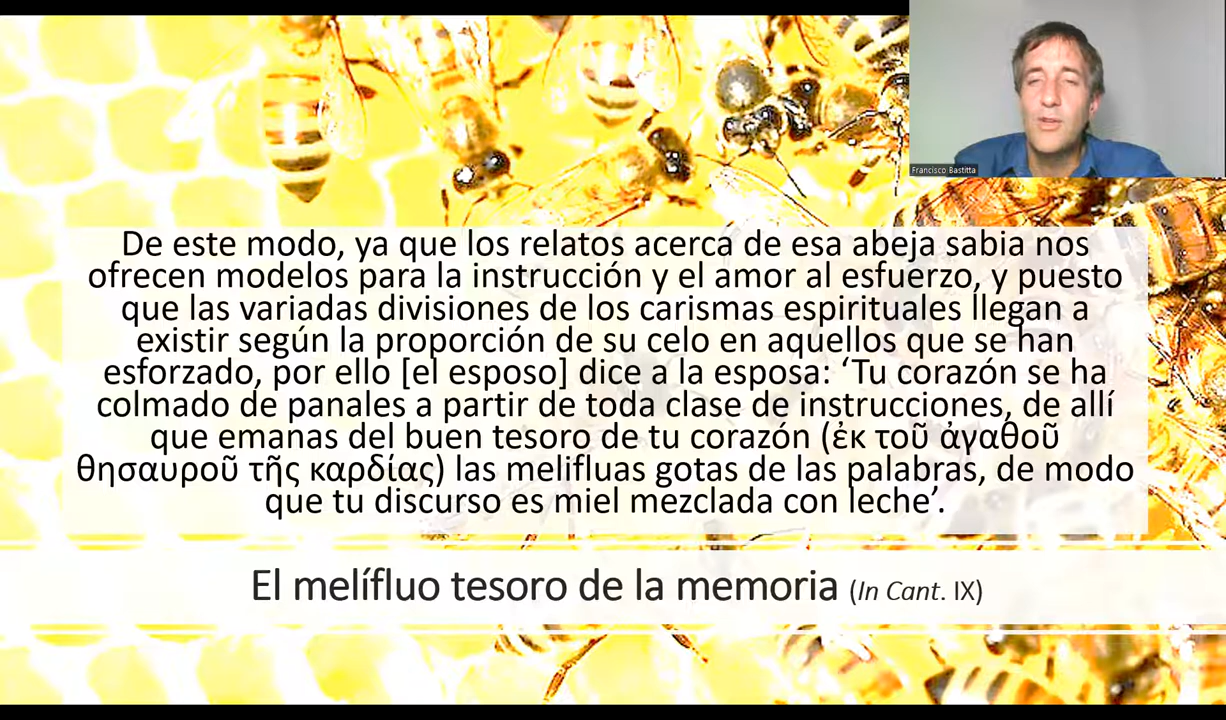 Francisco Bastitta
De este modo, ya que los relatos acerca de esa abeja sabia nos
ofrecen modelos para la instrucción y el amor al esfuerzo, y puesto
que las variadas divisiones de los carismas espirituales llegan a
existir según la proporción de su celo en aquellos que se han
esforzado, por ello [el esposo] dice a la esposa: ‘Tu corazón se ha
colmado de panales a partir de toda clase de instrucciones, de allí
que emanas del buen tesoro de tu corazón (ἐκ τοῦ ἀγαθοῦ
θησαυροῦ τῆς καρδίας) las melifluas gotas de las palabras, de modo
que tu discurso es miel mezclada con leche’.
El melífluo tesoro de la memoria (In Cant. IX)